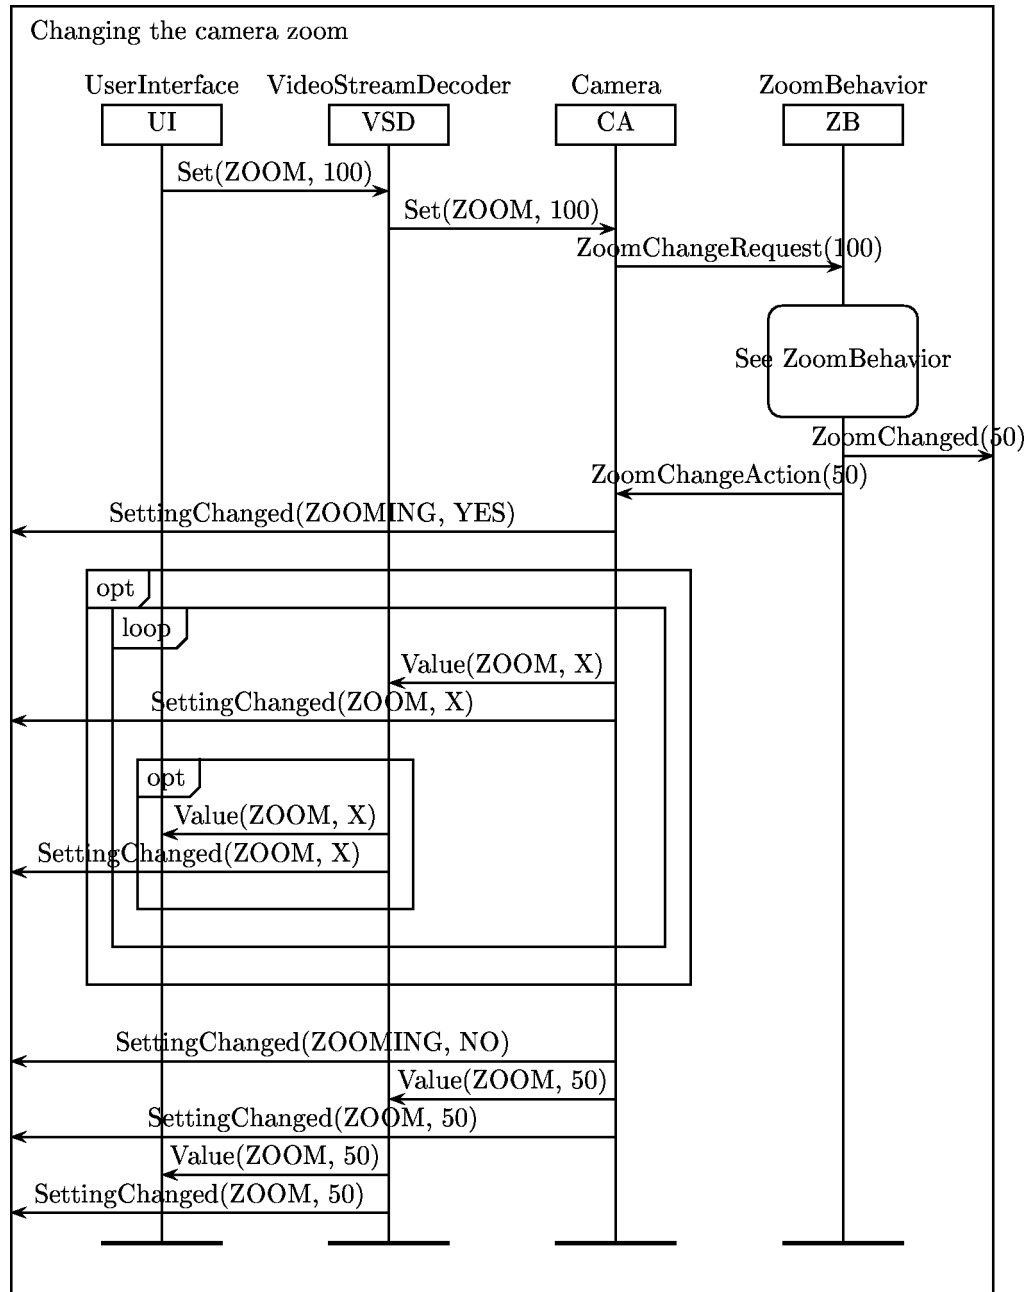 Changing the camera zoom
UserInterface VideoStreamDecoder Camera ZoomBehavior
UI VSD CA ZB
Set(ZOOM, 100)
Set(ZOOM, 100)
ZoomChangeRequest(100)
See ZoomBehavior
ZoomChanged(50)
ZoomChangeAction(50)
SettingChanged(ZOOMING, YES)
opt
loop
Value(ZOOM, X)
SettingChanged(ZOOM, X)
opt
Value(ZOOM, X)
SettingChanged(ZOOM, X)
SettingChanged(ZOOMING, NO)
Value(ZOOM, 50)
SettingChanged(ZOOM, 50)
Value(ZOOM, 50)
SettingChanged(ZOOM, 50)